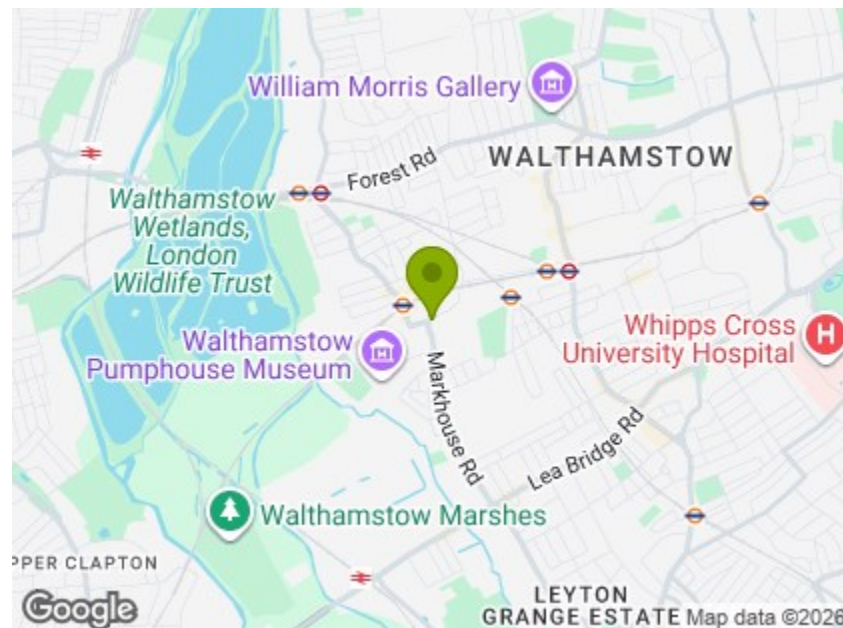 William Morris Gallery
Forest Rd
WALTHAMSTOW
Walthamstow
Wetlands,
London
Wildlife Trust
Walthamstow
Pumphouse Museum
Whipps Cross
University Hospital
H
Markhouse Rd
Lea Bridge Rd
Walthamstow Marshes
PPER CLAPTON
LEYTON
GRANGE ESTATE
Google
Map data ©2026